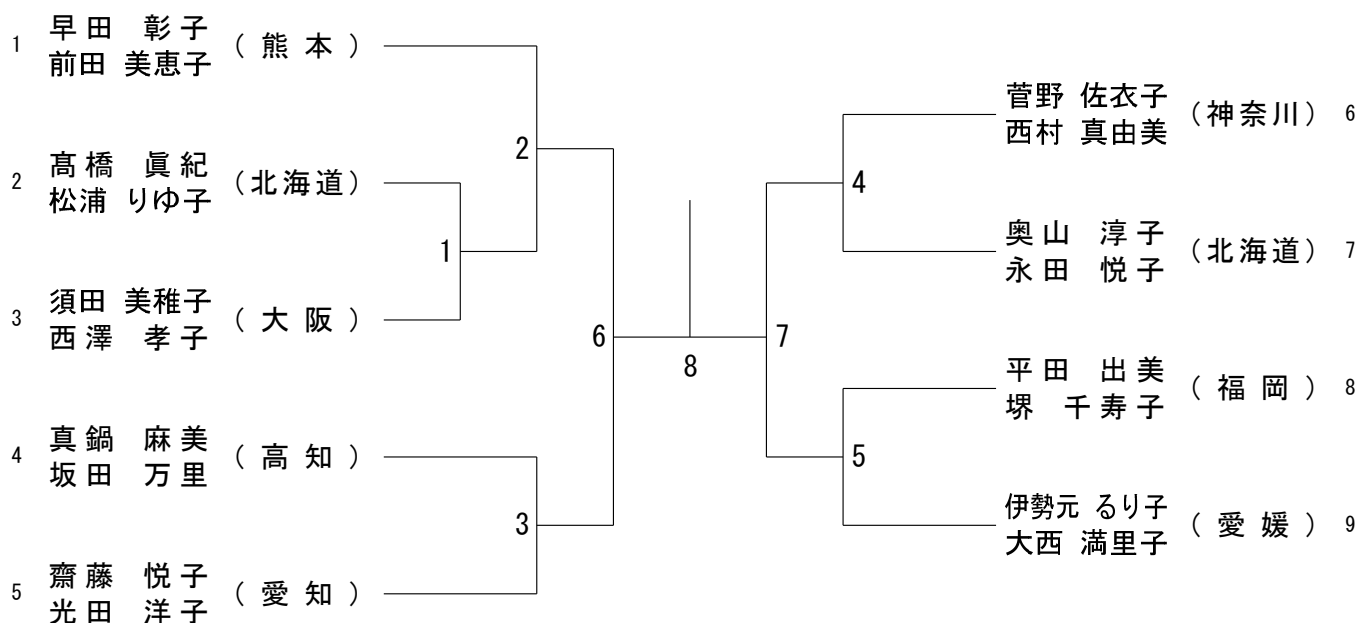 1 早田 彰子 (熊本)
前田 美恵子
2 髙橋 眞紀 (北海道)
松浦 りゆ子
3 須田 美稚子 (大阪)
西澤 孝子
4 真鍋 麻美 (高知)
坂田 万里
5 齋藤 悦子 (愛知)
光田 洋子
2
1
6
3
8
7
4
5
菅野 佐衣子 (神奈川) 6
西村 真由美
奥山 淳子 (北海道) 7
永田 悦子
平田 出美 (福岡) 8
堺 千寿子
伊勢元 るり子 (愛媛) 9
大西 満里子